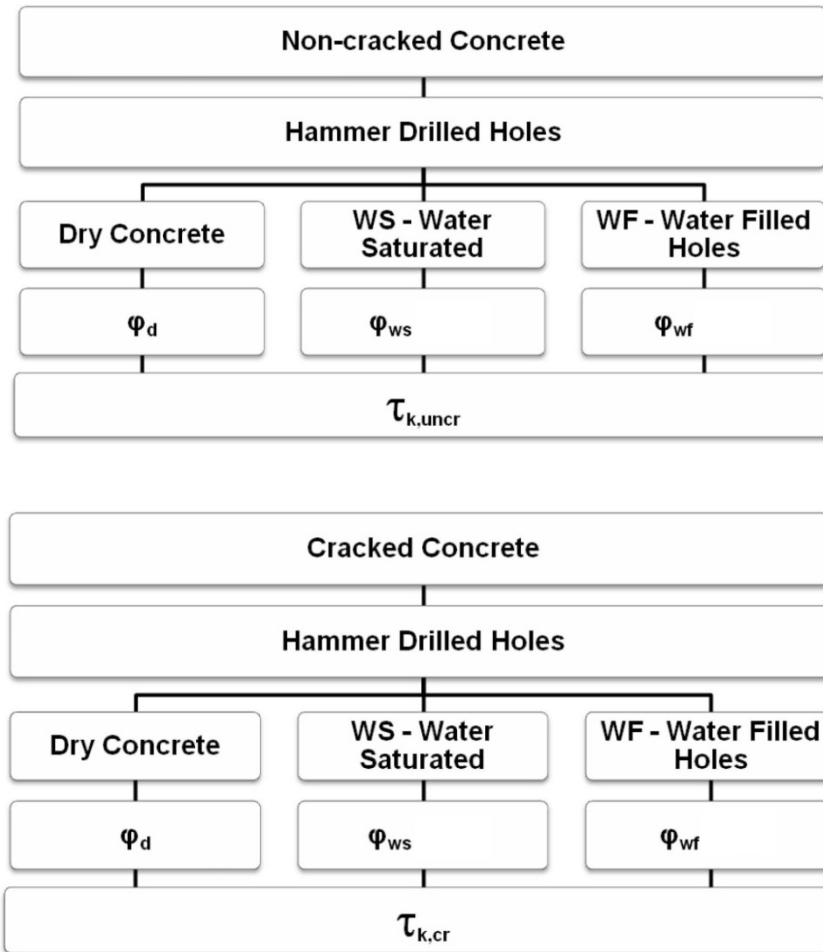 Non-cracked Concrete
Hammer Drilled Holes
Dry Concrete
WS - Water
Saturated
WF - Water Filled
Holes
φd
φws
φwf
τk,uncr
Cracked Concrete
Hammer Drilled Holes
Dry Concrete
WS - Water
Saturated
WF - Water Filled
Holes
φd
φws
φwf
τk,cr